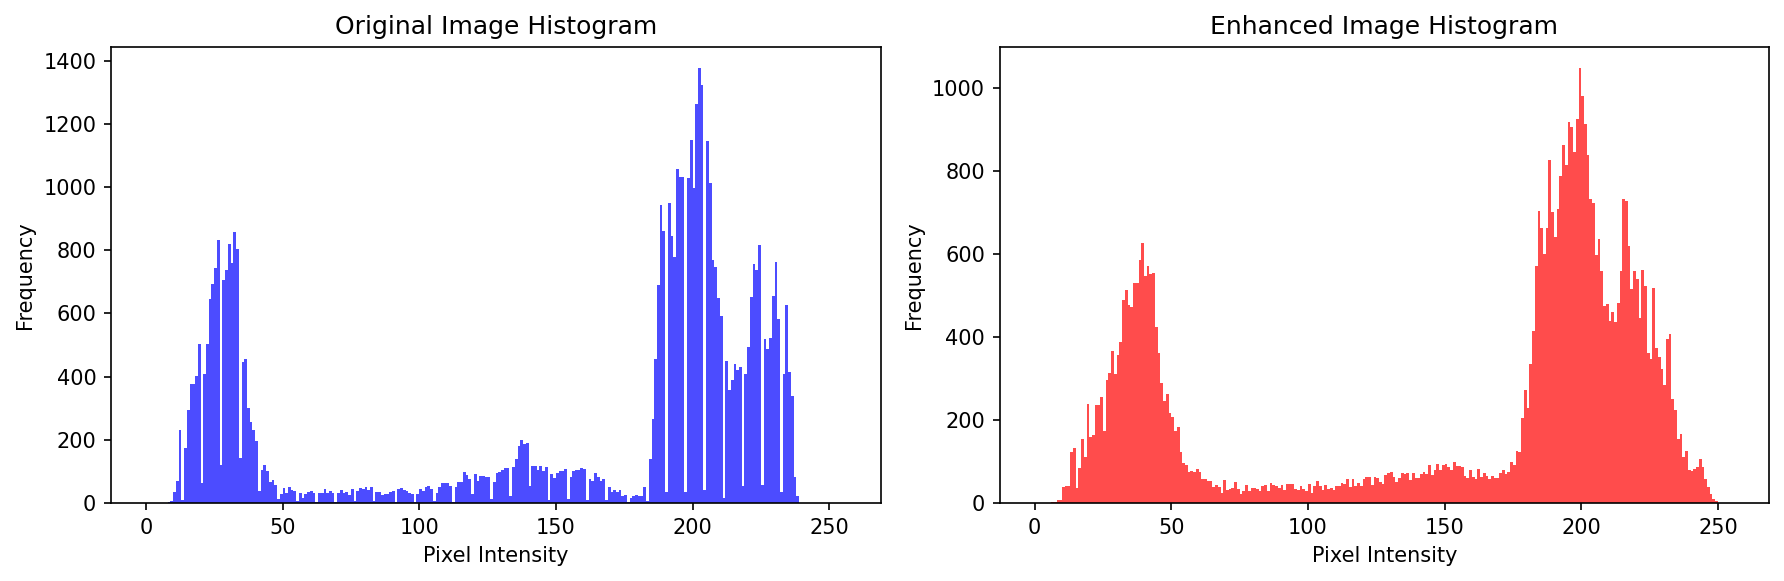 Original Image Histogram
Enhanced Image Histogram
Frequency
1400
1200
1000
800
600
400
200
0
0 50 100 150 200 250
Pixel Intensity
Frequency
1000
800
600
400
200
0
0 50 100 150 200 250
Pixel Intensity